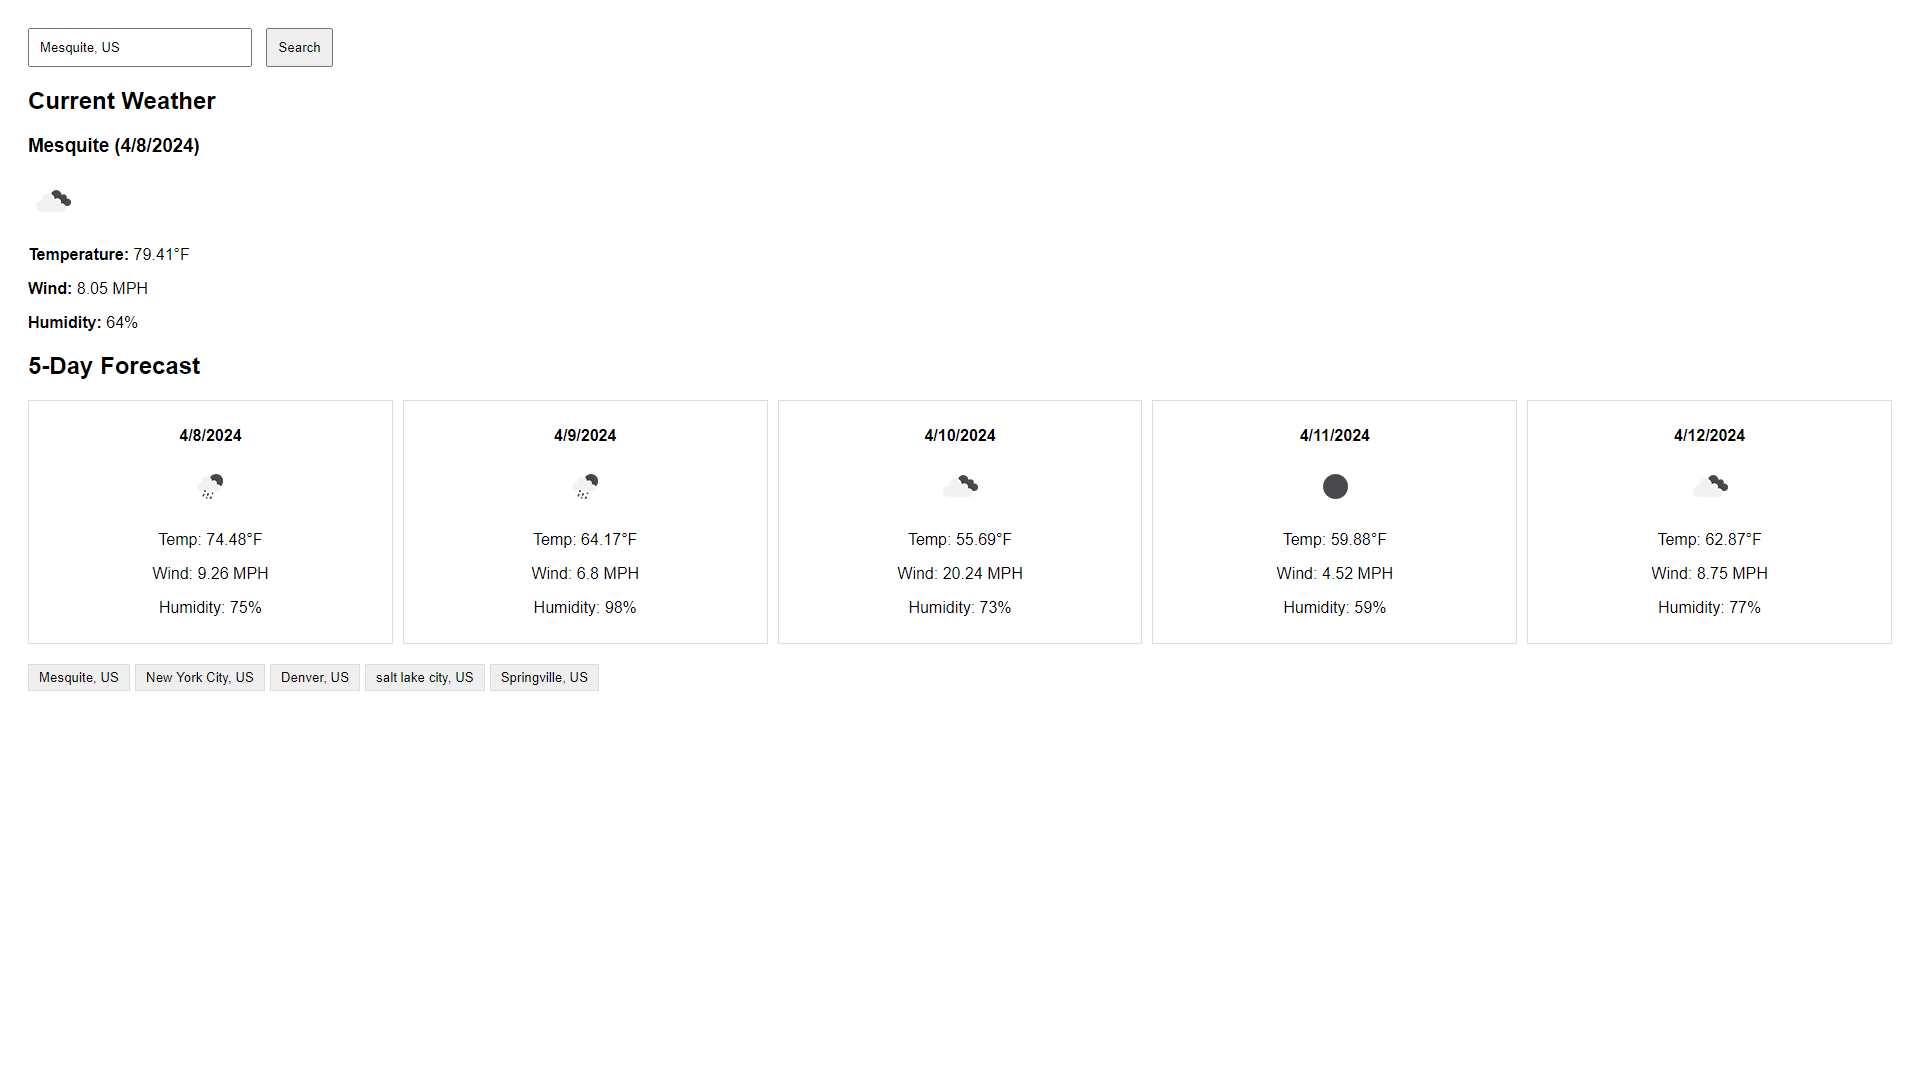 Mesquite, US
Search
Current Weather
Mesquite (4/8/2024)
Temperature: 79.41°F
Wind: 8.05 MPH
Humidity: 64%
5-Day Forecast
4/8/2024
Temp: 74.48°F
Wind: 9.26 MPH
Humidity: 75%
4/9/2024
Temp: 64.17°F
Wind: 6.8 MPH
Humidity: 98%
4/10/2024
Temp: 55.69°F
Wind: 20.24 MPH
Humidity: 73%
4/11/2024
Temp: 59.88°F
Wind: 4.52 MPH
Humidity: 59%
4/12/2024
Temp: 62.87°F
Wind: 8.75 MPH
Humidity: 77%
Mesquite, US
New York City, US
Denver, US
salt lake city, US
Springville, US